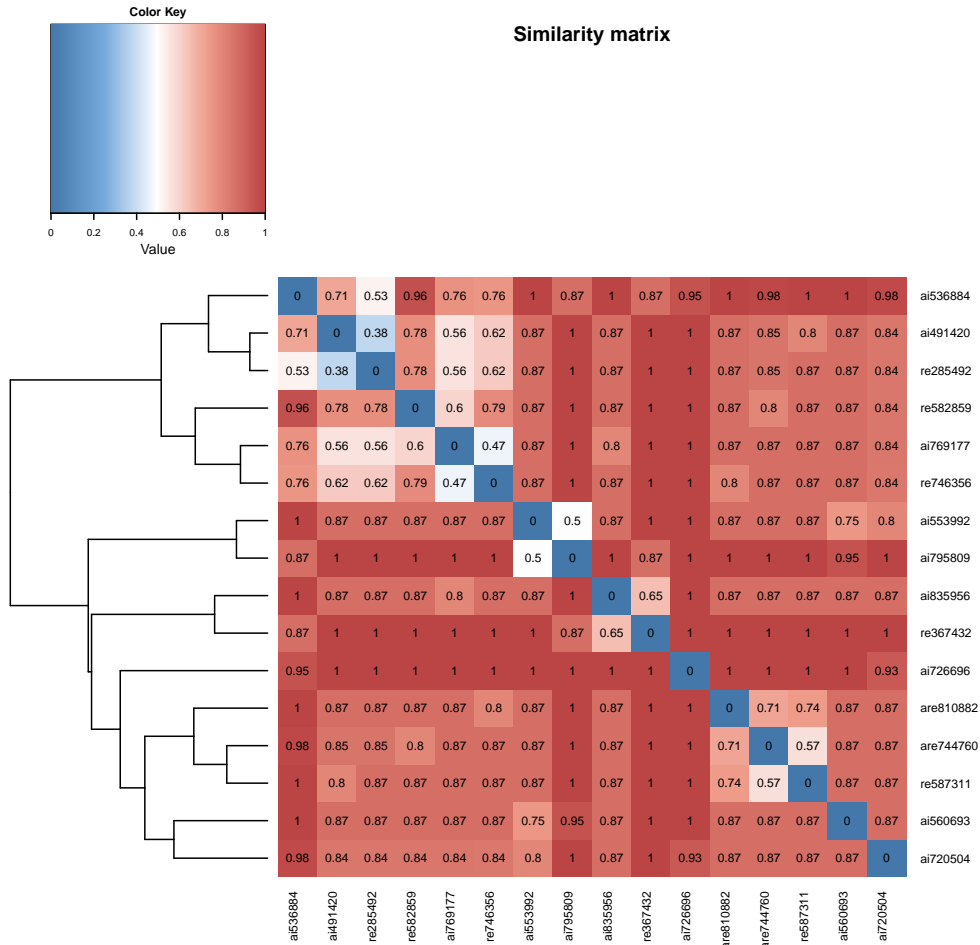 Color Key
Similarity matrix
0 0.2 0.4 0.6 0.8 1
Value
0 0.71 0.53 0.96 0.76 0.76 1 0.87 1 0.87 0.95 1 0.98 1 1 0.98 ai536884
0.71 0 0.38 0.78 0.56 0.62 0.87 1 0.87 1 1 0.87 0.85 0.8 0.87 0.84 ai491420
0.53 0.38 0 0.78 0.56 0.62 0.87 1 0.87 1 1 0.87 0.85 0.87 0.87 0.84 re285492
0.96 0.78 0.78 0 0.6 0.79 0.87 1 0.87 1 1 0.87 0.8 0.87 0.87 0.84 re582859
0.76 0.56 0.56 0.6 0 0.47 0.87 1 0.8 1 1 0.87 0.87 0.87 0.87 0.84 ai769177
0.76 0.62 0.62 0.79 0.47 0 0.87 1 0.87 1 1 0.8 0.87 0.87 0.87 0.84 re746356
1 0.87 0.87 0.87 0.87 0.87 0 0.5 0.87 1 1 0.87 0.87 0.87 0.75 0.8 ai553992
0.87 1 1 1 1 1 0.5 0 1 0.87 1 1 1 1 0.95 1 ai795809
1 0.87 0.87 0.87 0.8 0.87 0.87 1 0 0.65 1 0.87 0.87 0.87 0.87 0.87 ai835956
0.87 1 1 1 1 1 1 0.87 0.65 0 1 1 1 1 1 1 re367432
0.95 1 1 1 1 1 1 1 1 1 0 1 1 1 1 0.93 ai726696
1 0.87 0.87 0.87 0.87 0.8 0.87 1 0.87 1 1 0 0.71 0.74 0.87 0.87 are810882
0.98 0.85 0.85 0.8 0.87 0.87 0.87 1 0.87 1 1 0.71 0 0.57 0.87 0.87 are744760
1 0.8 0.87 0.87 0.87 0.87 0.87 1 0.87 1 1 0.74 0.57 0 0.87 0.87 re587311
1 0.87 0.87 0.87 0.87 0.87 0.75 0.95 0.87 1 1 0.87 0.87 0.87 0 0.87 ai560693
0.98 0.84 0.84 0.84 0.84 0.84 0.8 1 0.87 1 0.93 0.87 0.87 0.87 0.87 0 ai720504
ai536884
ai491420
re285492
re582859
ai769177
re746356
ai553992
ai795809
ai835956
re367432
ai726696
are810882
are744760
re587311
ai560693
ai720504